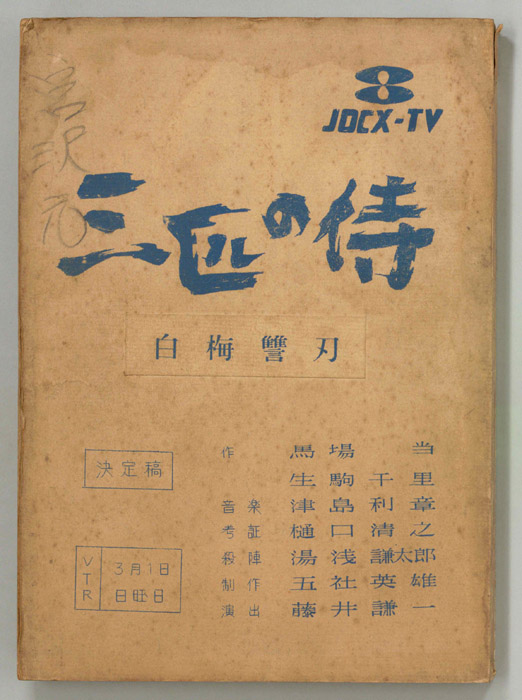 8
JOCX-TV
三匹の侍
白梅讐刃
決定稿
作 馬場当
生駒千里
音楽 津島利章
考証 樋口清之
殺陣 湯浅謙太郎
制作 五社英雄
演出 藤井謙一
VTR
3月1日
日旺日